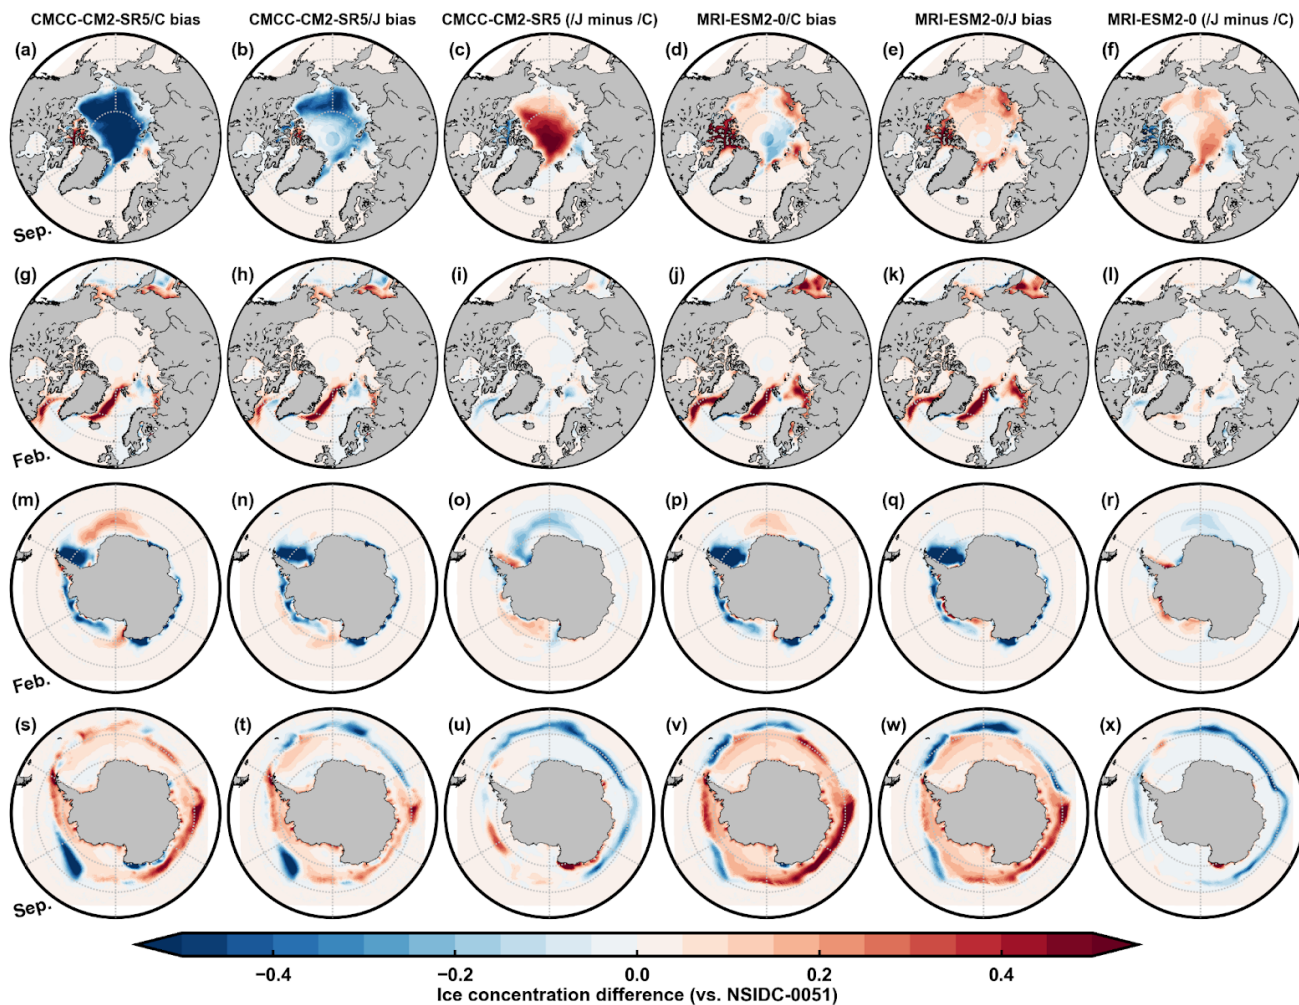 CMCC-CM2-SR5/C bias CMCC-CM2-SR5/J bias CMCC-CM2-SR5 (/J minus /C) MRI-ESM2-0/C bias MRI-ESM2-0/J bias MRI-ESM2-0 (/J minus /C)
(a) (b) (c) (d) (e) (f)
Sep.
(g) (h) (i) (j) (k) (l)
Feb.
(m) (n) (o) (p) (q) (r)
Feb.
(s) (t) (u) (v) (w) (x)
Sep.
−0.4 −0.2 0.0 0.2 0.4
Ice concentration difference (vs. NSIDC-0051)